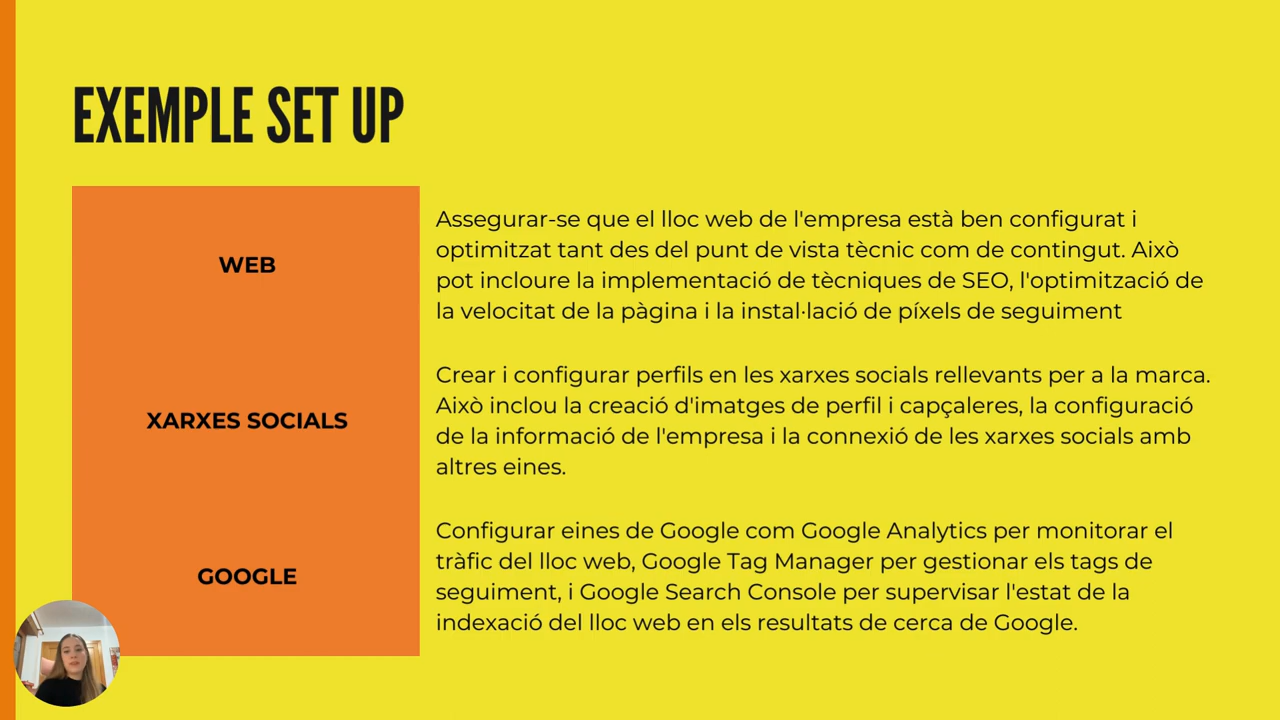 EXEMPLE SET UP
WEB
Assegurar-se que el lloc web de l'empresa està ben configurat i
optimitzat tant des del punt de vista tècnic com de contingut. Això
pot incloure la implementació de tècniques de SEO, l'optimització de
la velocitat de la pàgina i la instal·lació de píxels de seguiment
XARXES SOCIALS
Crear i configurar perfils en les xarxes socials rellevants per a la marca.
Això inclou la creació d'imatges de perfil i capçaleres, la configuració
de la informació de l'empresa i la connexió de les xarxes socials amb
altres eines.
GOOGLE
Configurar eines de Google com Google Analytics per monitorar el
tràfic del lloc web, Google Tag Manager per gestionar els tags de
seguiment, i Google Search Console per supervisar l'estat de la
indexació del lloc web en els resultats de cerca de Google.